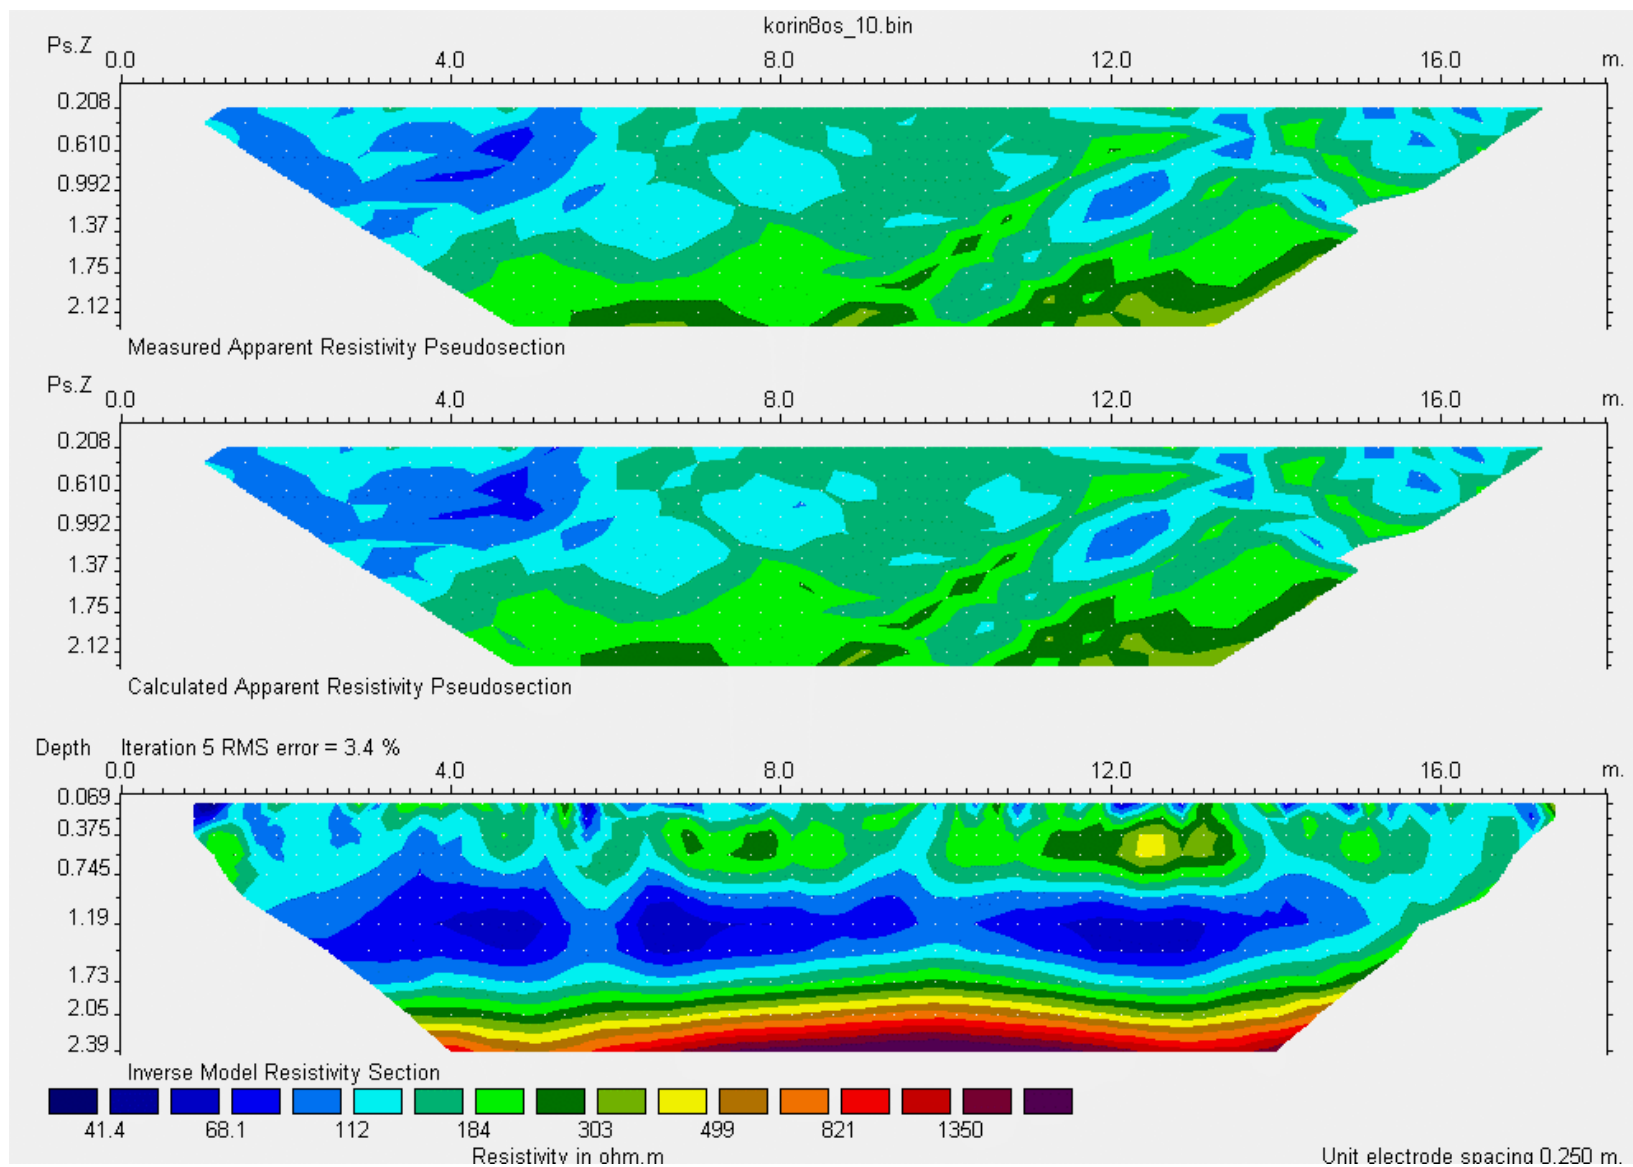 korin8os_10.bin
Ps.Z 0.0 4.0 8.0 12.0 16.0 m.
0.208
0.610
0.992
1.37
1.75
2.12
Measured Apparent Resistivity Pseudosection
Ps.Z 0.0 4.0 8.0 12.0 16.0 m.
0.208
0.610
0.992
1.37
1.75
2.12
Calculated Apparent Resistivity Pseudosection
Depth Iteration 5 RMS error = 3.4 %
0.0 4.0 8.0 12.0 16.0 m.
0.069
0.375
0.745
1.19
1.73
2.05
2.39
Inverse Model Resistivity Section
41.4 68.1 112 184 303 499 821 1350
Resistivity in ohm.m Unit electrode spacing 0.250 m.